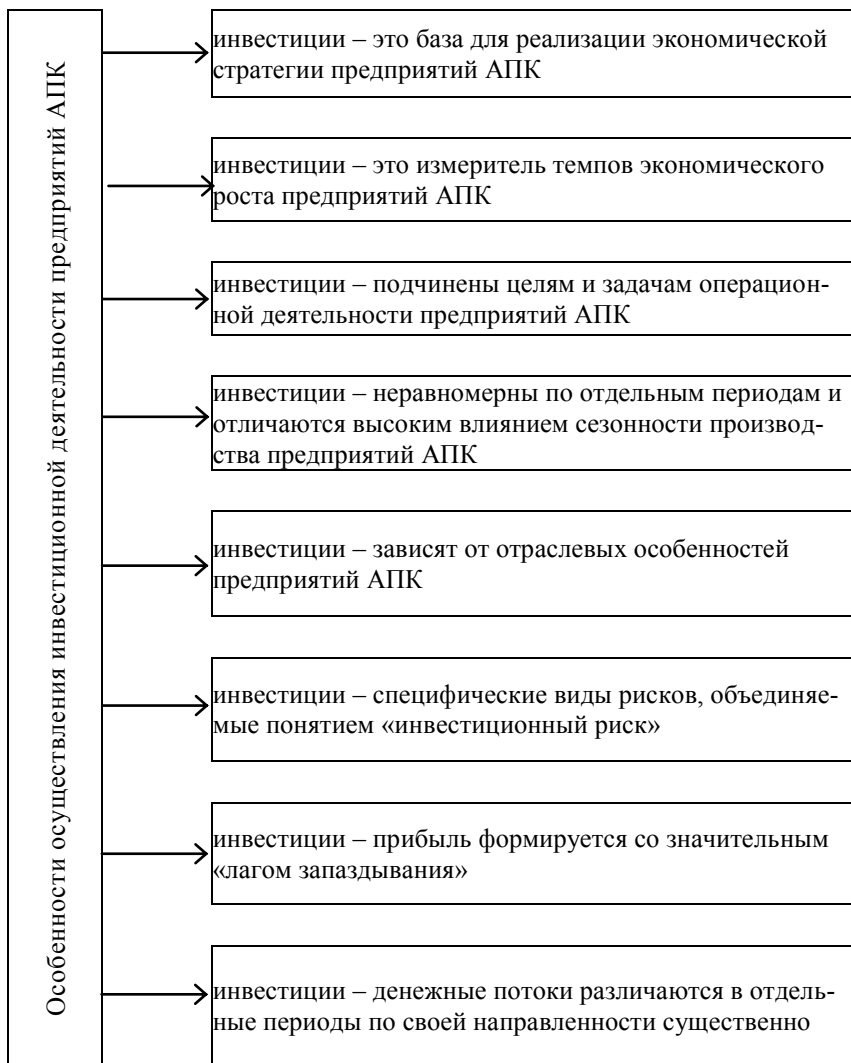 Особенности осуществления инвестиционной деятельности предприятий АПК
инвестиции – это база для реализации экономической
стратегии предприятий АПК
инвестиции – это измеритель темпов экономического
роста предприятий АПК
инвестиции – подчинены целям и задачам операцион-
ной деятельности предприятий АПК
инвестиции – неравномерны по отдельным периодам и
отличаются высоким влиянием сезонности производ-
ства предприятий АПК
инвестиции – зависят от отраслевых особенностей
предприятий АПК
инвестиции – специфические виды рисков, объединяе-
мые понятием «инвестиционный риск»
инвестиции – прибыль формируется со значительным
«лагом запаздывания»
инвестиции – денежные потоки различаются в отдель-
ные периоды по своей направленности существенно